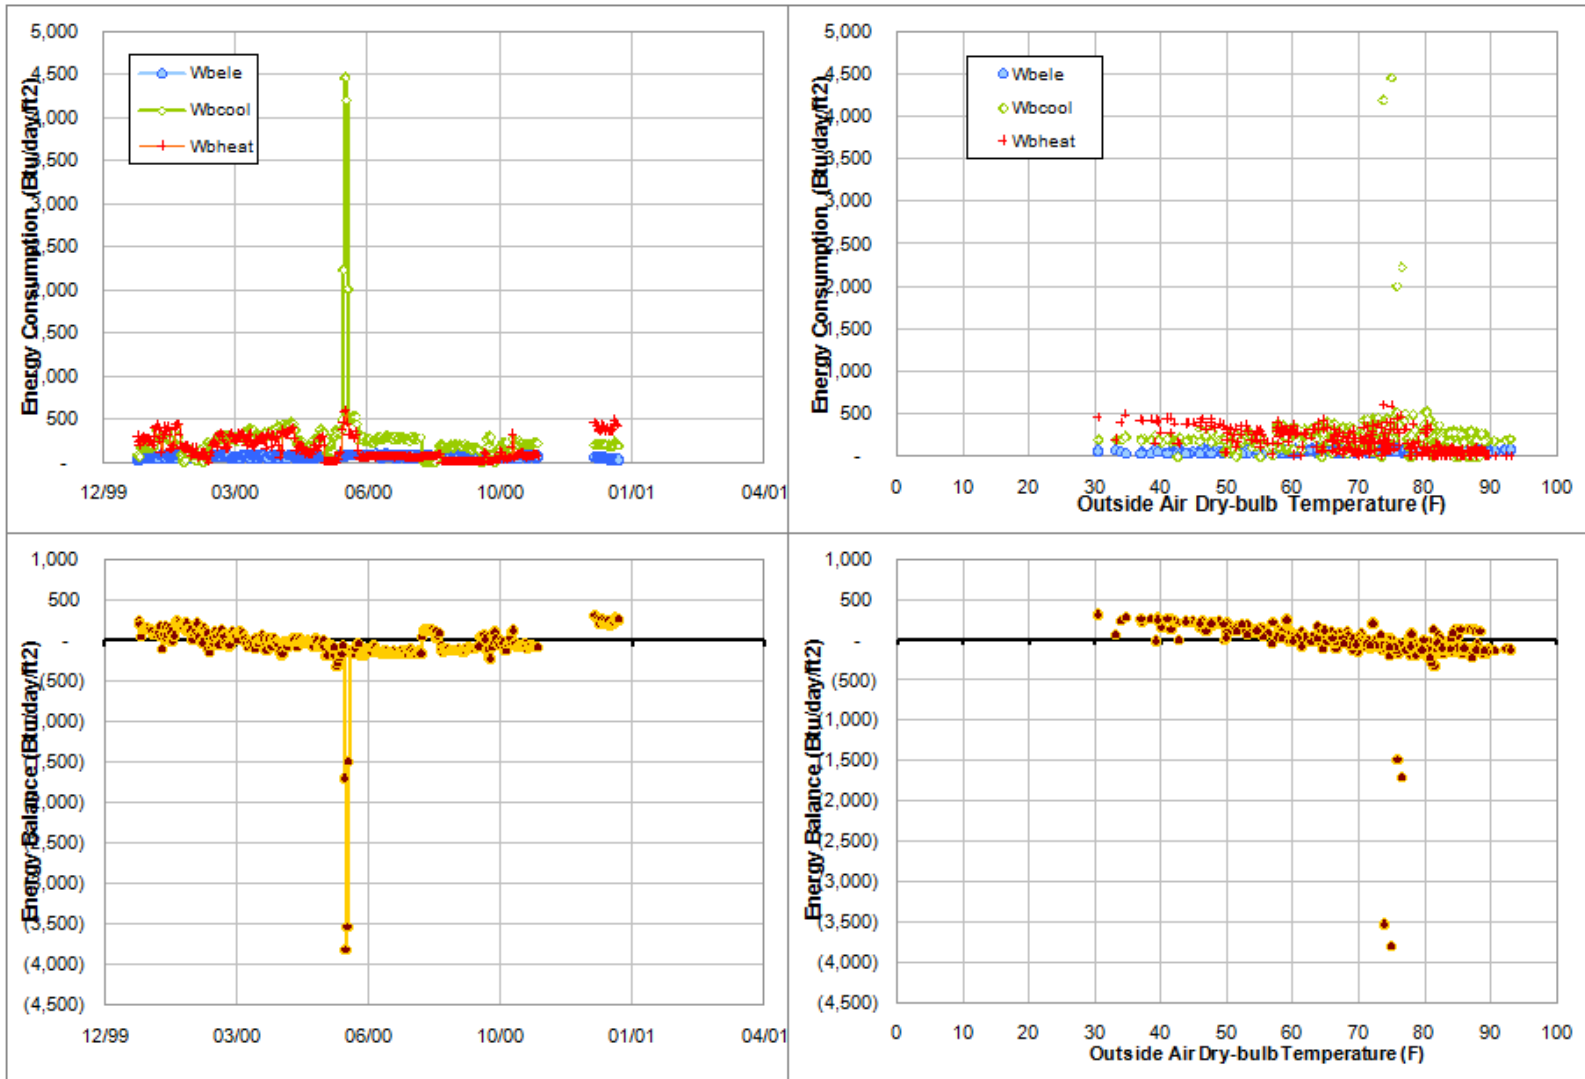 Energy Consumption (Btu/day/ft2)
5,000
4,500
4,000
3,500
3,000
2,500
2,000
1,500
1,000
500
-
Wbele
Wbcool
Wbheat
12/99 03/00 06/00 10/00 01/01 04/01
Energy Consumption (Btu/day/ft2)
5,000
4,500
4,000
3,500
3,000
2,500
2,000
1,500
1,000
500
-
Wbele
Wbcool
Wbheat
0 10 20 30 40 50 60 70 80 90 100
Outside Air Dry-bulb Temperature (F)
Energy Balance (Btu/day/ft2)
1,000
500
-
(500)
(1,000)
(1,500)
(2,000)
(2,500)
(3,000)
(3,500)
(4,000)
(4,500)
12/99 03/00 06/00 10/00 01/01 04/01
Energy Balance (Btu/day/ft2)
1,000
500
-
(500)
(1,000)
(1,500)
(2,000)
(2,500)
(3,000)
(3,500)
(4,000)
(4,500)
0 10 20 30 40 50 60 70 80 90 100
Outside Air Dry-bulb Temperature (F)